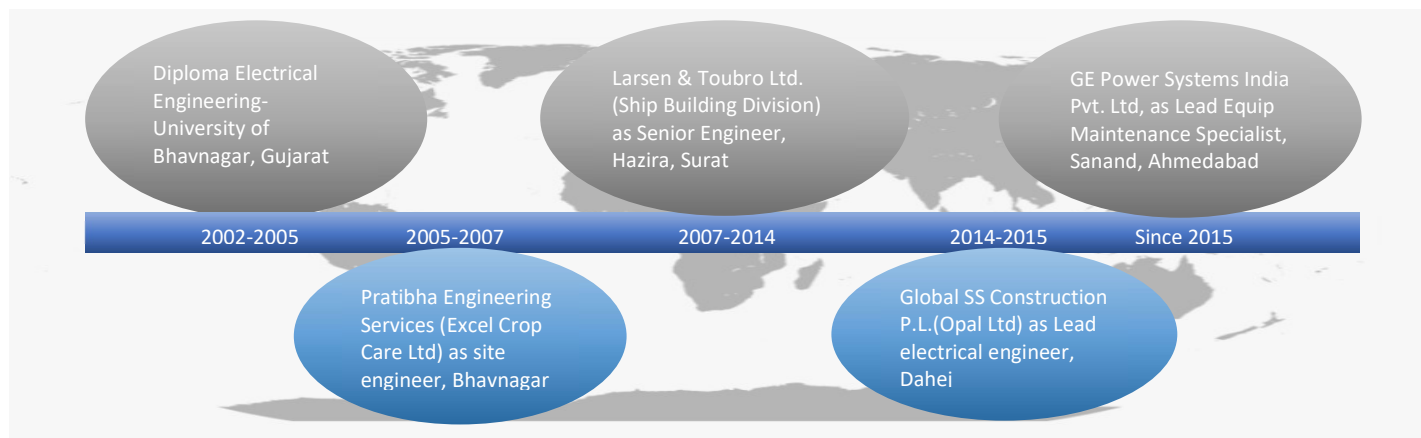 Diploma Electrical
Engineering-
University of
Bhavnagar, Gujarat
Larsen & Toubro Ltd.
(Ship Building Division)
as Senior Engineer,
Hazira, Surat
GE Power Systems India
Pvt. Ltd, as Lead Equip
Maintenance Specialist,
Sanand, Ahmedabad
2002-2005
2005-2007
2007-2014
2014-2015
Since 2015
Pratibha Engineering
Services (Excel Crop
Care Ltd) as site
engineer, Bhavnagar
Global SS Construction
P.L.(Opal Ltd) as Lead
electrical engineer,
Dahej